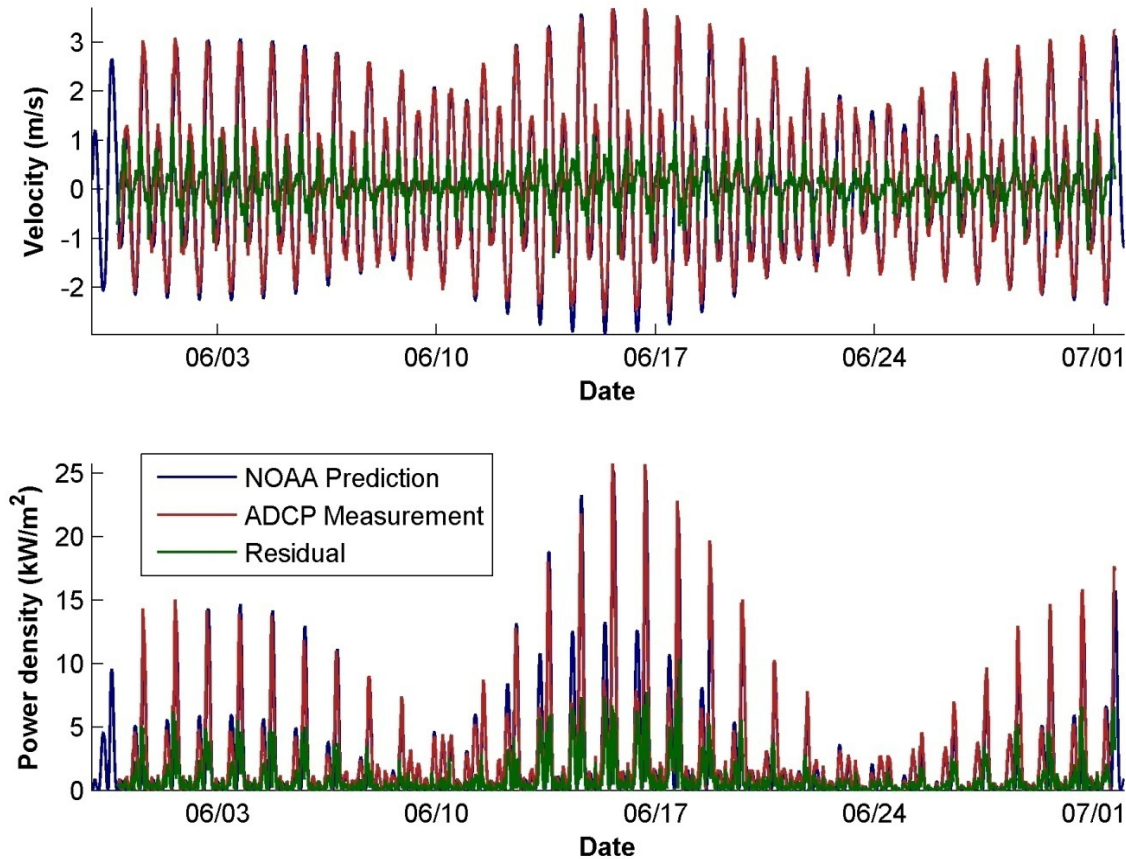 Velocity (m/s)
3
2
1
0
-1
-2
06/03 06/10 06/17 06/24 07/01
Date
Power density (kW/m²)
25
20
15
10
5
0
NOAA Prediction
ADCP Measurement
Residual
06/03 06/10 06/17 06/24 07/01
Date